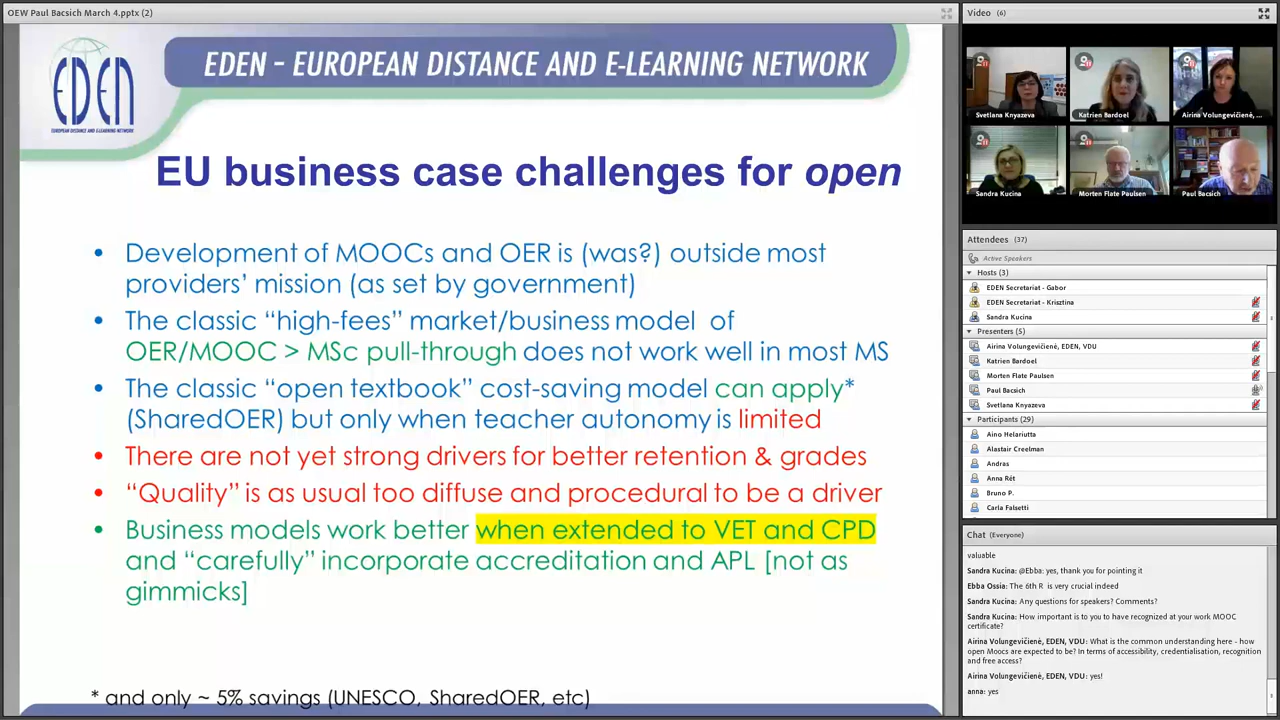 OEW Paul Bacsich March 4.pptx (2)
EDEN
EUROPEAN DISTANCE AND E-LEARNING NETWORK
EDEN – EUROPEAN DISTANCE AND E-LEARNING NETWORK
EU business case challenges for open
• Development of MOOCs and OER is (was?) outside most
providers’ mission (as set by government)
• The classic “high-fees” market/business model of
OER/MOOC > MSc pull-through does not work well in most MS
• The classic “open textbook” cost-saving model can apply*
(SharedOER) but only when teacher autonomy is limited
• There are not yet strong drivers for better retention & grades
• “Quality” is as usual too diffuse and procedural to be a driver
• Business models work better when extended to VET and CPD
and “carefully” incorporate accreditation and APL [not as
gimmicks]
* and only ~ 5% savings (UNESCO, SharedOER, etc)
Video (6)
Svetlana Knyazeva
Katrien Bardoel
Airina Volungevičienė, ...
Sandra Kucina
Morten Flate Paulsen
Paul Bacsich
Attendees (37)
Active Speakers
Hosts (3)
EDEN Secretariat - Gabor
EDEN Secretariat - Krisztina
Sandra Kucina
Presenters (5)
Airina Volungevičienė, EDEN, VDU
Katrien Bardoel
Morten Flate Paulsen
Paul Bacsich
Svetlana Knyazeva
Participants (29)
Aino Helariutta
Alastair Creelman
Andras
Anna Rét
Bruno P.
Carla Falsetti
Chat (Everyone)
valuable
Sandra Kucina: @Ebba: yes, thank you for pointing it
Ebba Ossia: The 6th R is very crucial indeed
Sandra Kucina: Any questions for speakers? Comments?
Sandra Kucina: How important is to you to have recognized at your work MOOC
certificate?
Airina Volungevičienė, EDEN, VDU: What is the common understanding here - how
open Moocs are expected to be? In terms of accessibility, credentialisation, recognition
and free access?
Airina Volungevičienė, EDEN, VDU: yes!
anna: yes